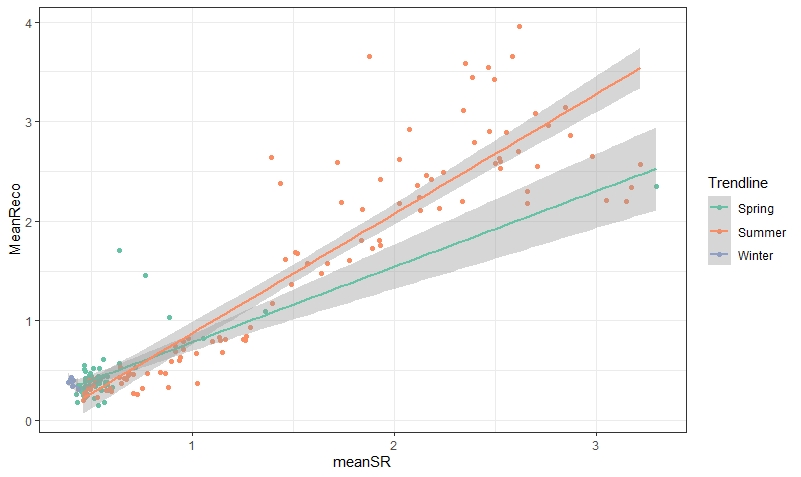 4
3
2
1
0
MeanReco
1
2
3
meanSR
Trendline
Spring
Summer
Winter